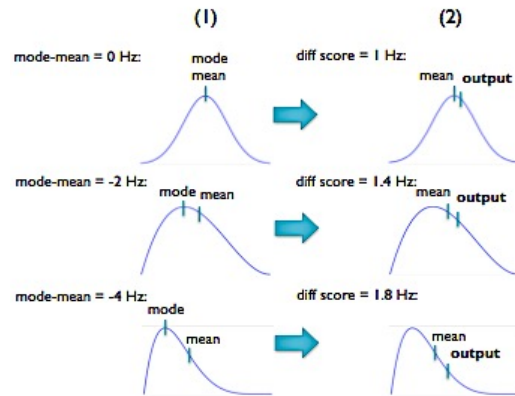 (1) (2)
mode-mean = 0 Hz: diff score = 1 Hz:
mode
mean
mean output
mode-mean = -2 Hz: diff score = 1.4 Hz:
mode mean
mean output
mode-mean = -4 Hz: diff score = 1.8 Hz:
mode
mean
mean
output